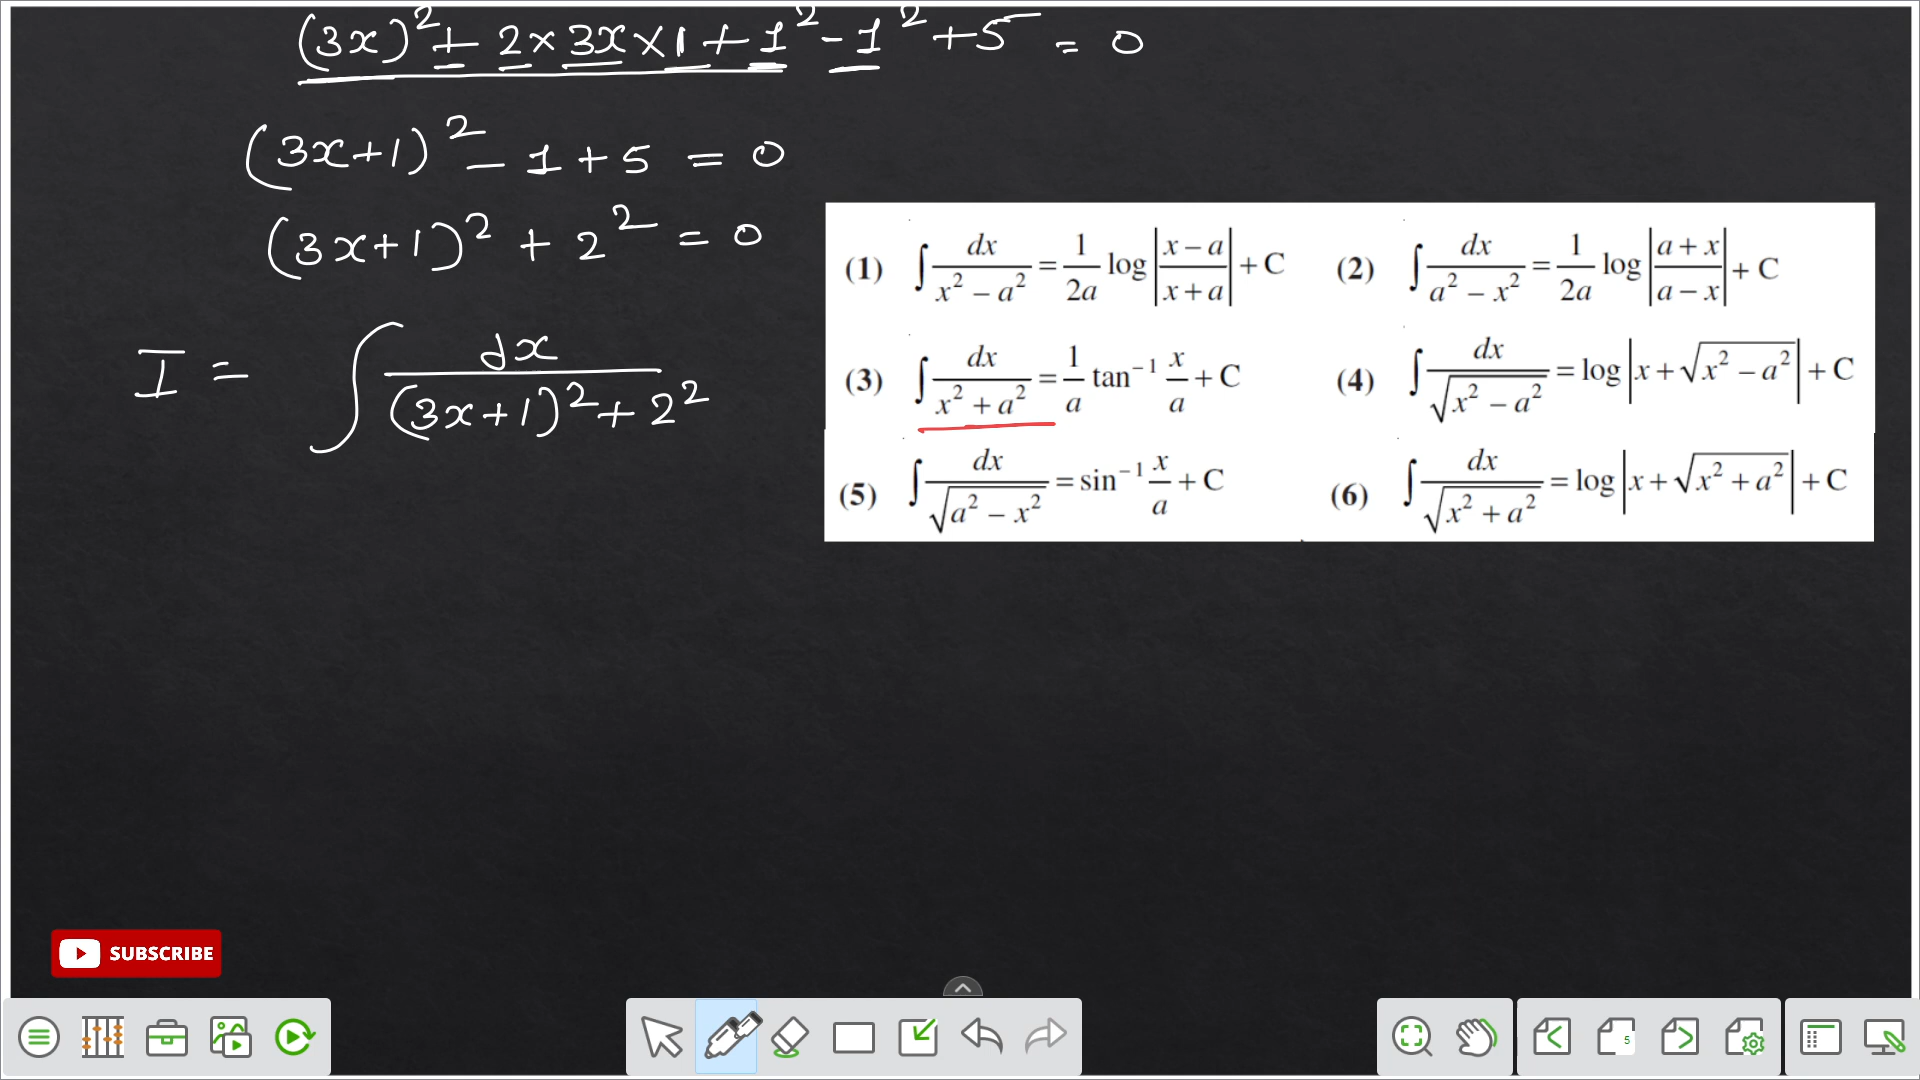 (3x)² + 2 × 3x × 1 + 1² - 1² + 5 = 0
(3x+1)² - 1 + 5 = 0
(3x+1)² + 2² = 0
I = ∫ dx / (3x+1)² + 2²
(1) ∫ dx / x² – a² = 1/2a log |x – a / x + a| + C
(2) ∫ dx / a² – x² = 1/2a log |a + x / a – x| + C
(3) ∫ dx / x² + a² = 1/a tan⁻¹ x/a + C
(4) ∫ dx / √(x² – a²) = log |x + √(x² – a²)| + C
(5) ∫ dx / √(a² – x²) = sin⁻¹ x/a + C
(6) ∫ dx / √(x² + a²) = log |x + √(x² + a²)| + C
SUBSCRIBE
5